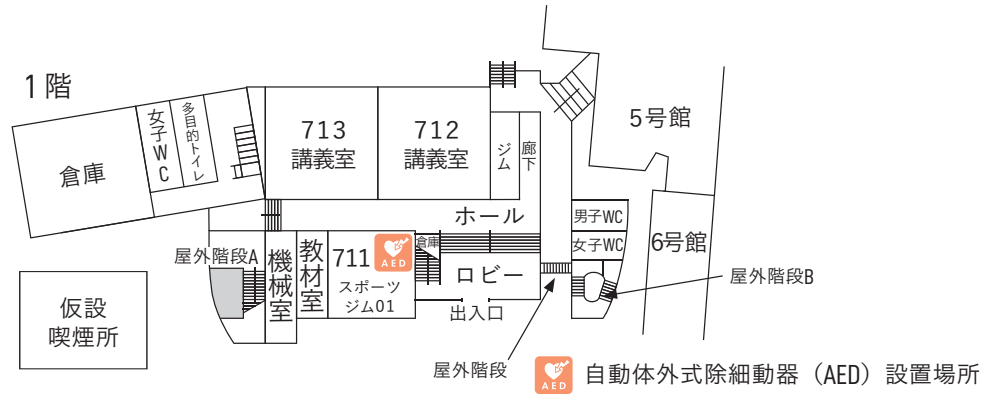 1階
倉庫
女子WC
多目的トイレ
713
講義室
712
講義室
ジム
廊下
5号館
ホール
男子WC
女子WC
6号館
屋外階段A
機械室
教材室
711
AED
スポーツ
ジム01
倉庫
ロビー
出入口
屋外階段B
仮設
喫煙所
屋外階段
AED
自動体外式除細動器（AED）設置場所